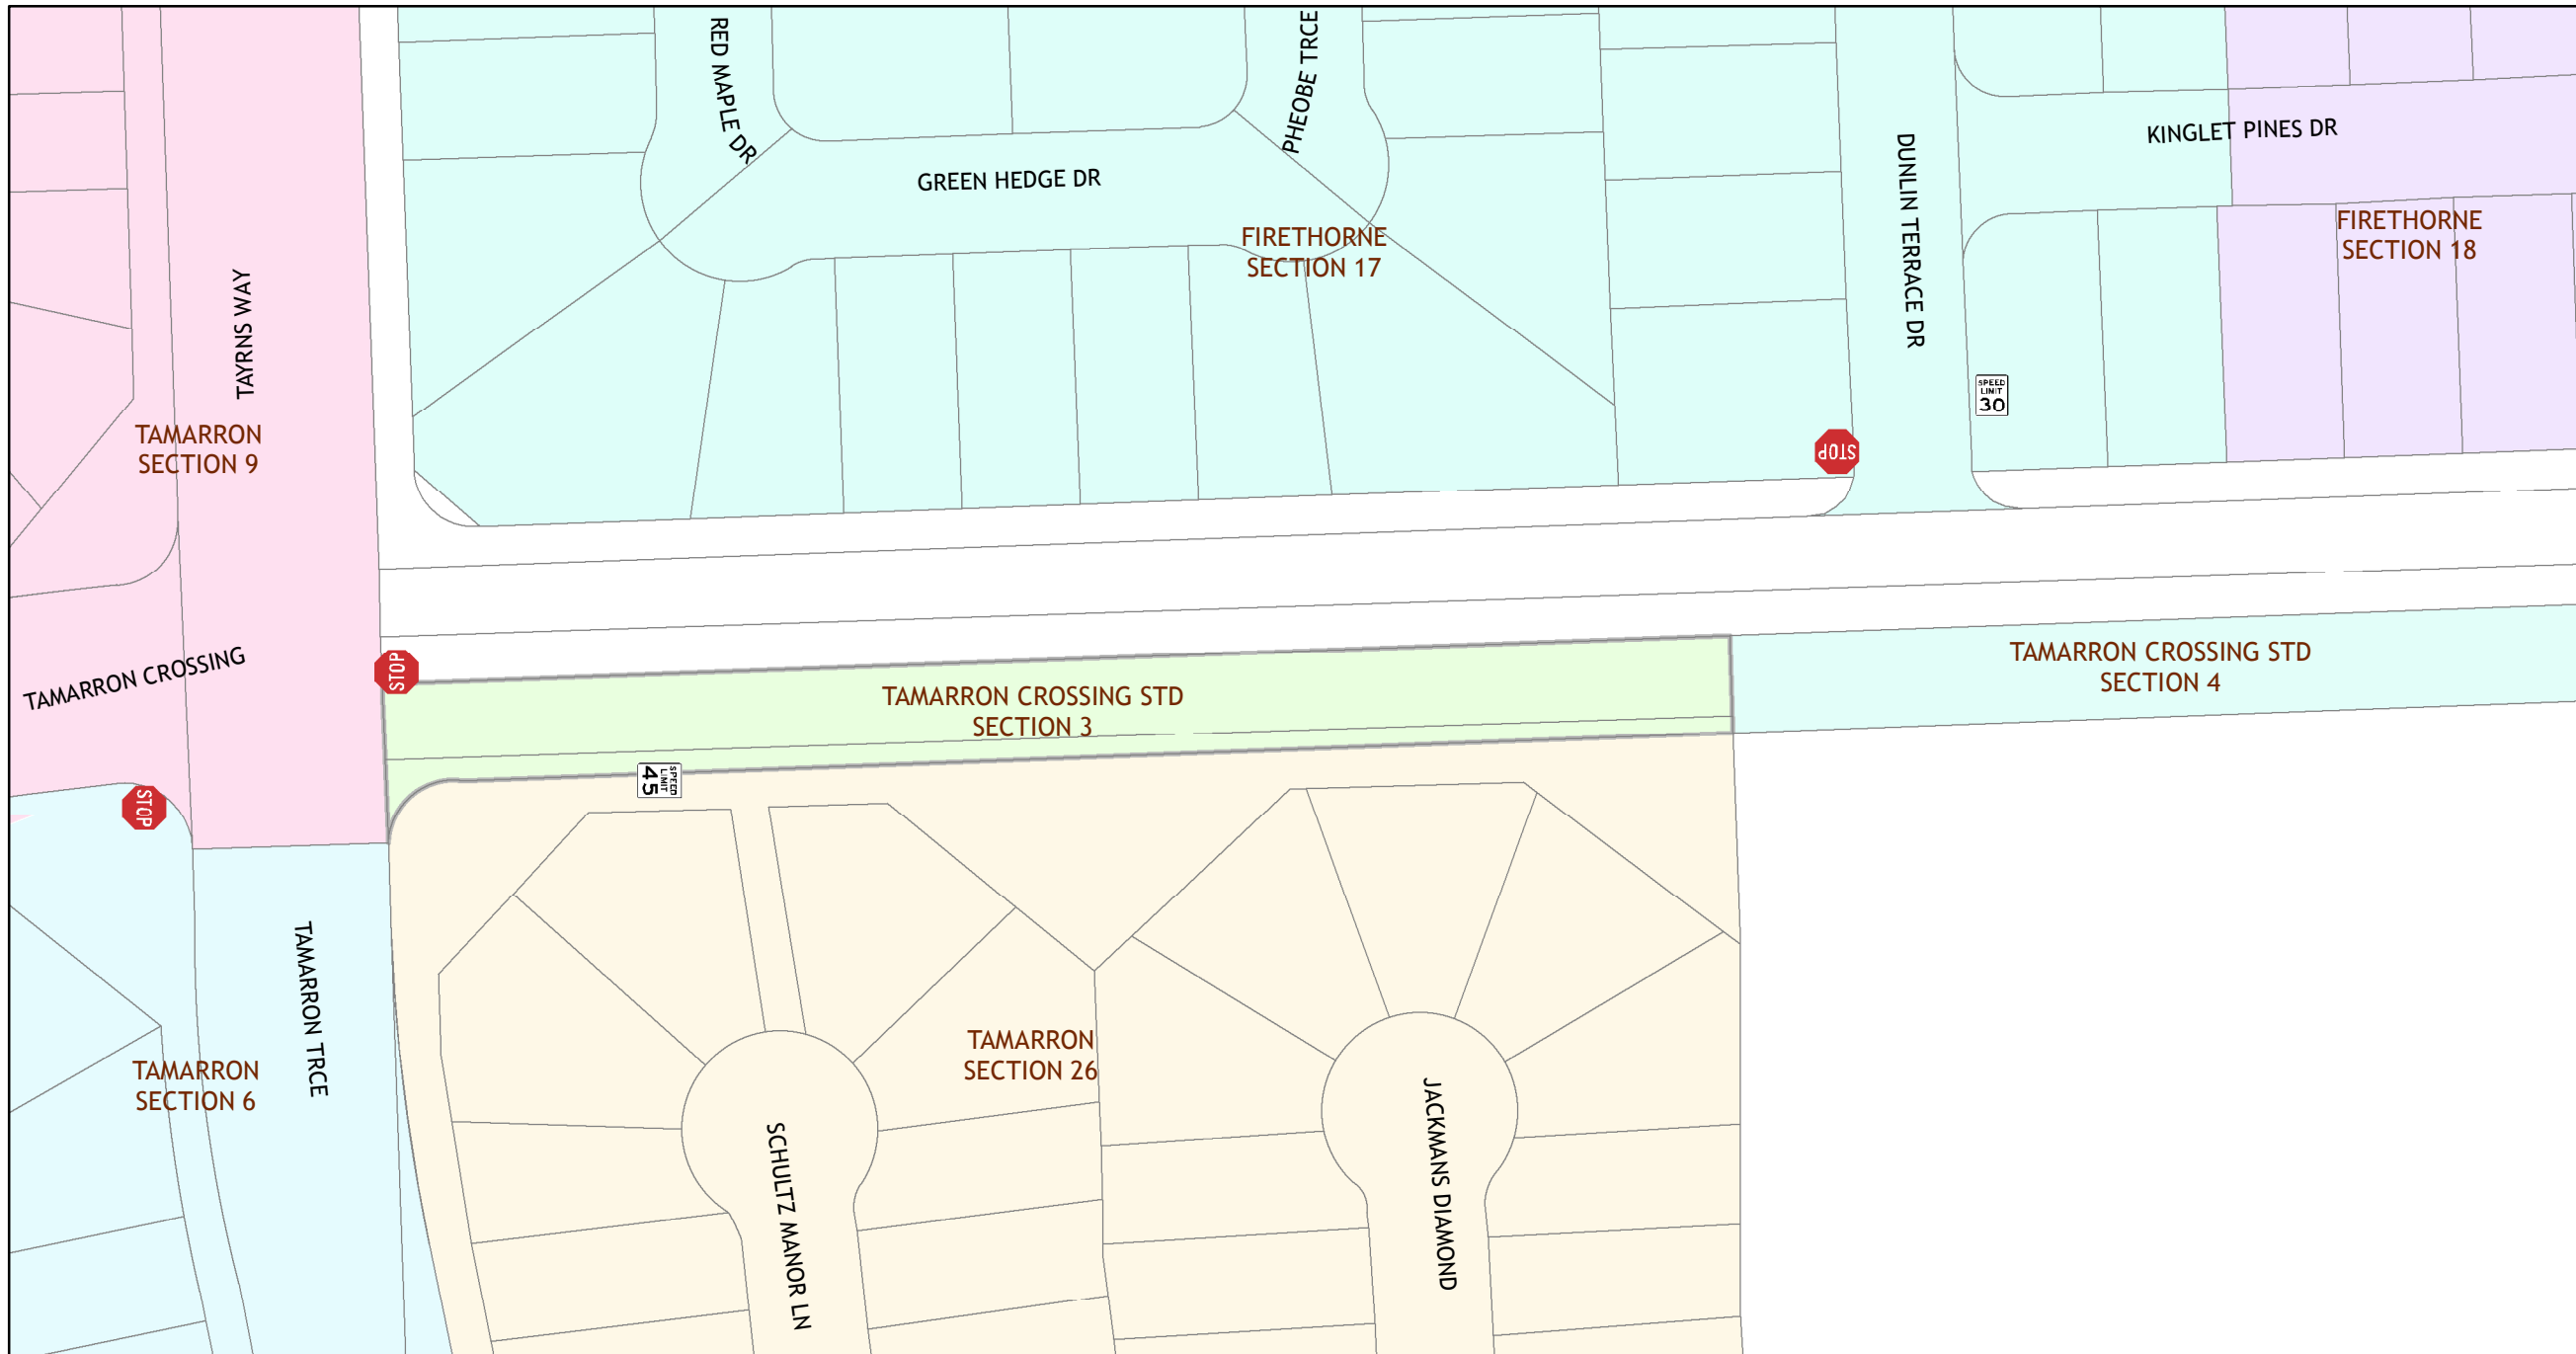 RED MAPLE DR
PHEOBE TRCE
KINGLET PINES DR
GREEN HEDGE DR
DUNLIN TERRACE DR
FIRETHORNE
SECTION 17
FIRETHORNE
SECTION 18
TAYRNS WAY
SPEED
LIMIT
30
TAMARRON
SECTION 9
STOP
TAMARRON CROSSING
STOP
TAMARRON CROSSING STD
SECTION 3
TAMARRON CROSSING STD
SECTION 4
SPEED
LIMIT
45
STOP
TAMARRON TRCE
TAMARRON
SECTION 6
TAMARRON
SECTION 26
SCHULTZ MANOR LN
JACKMANS DIAMOND